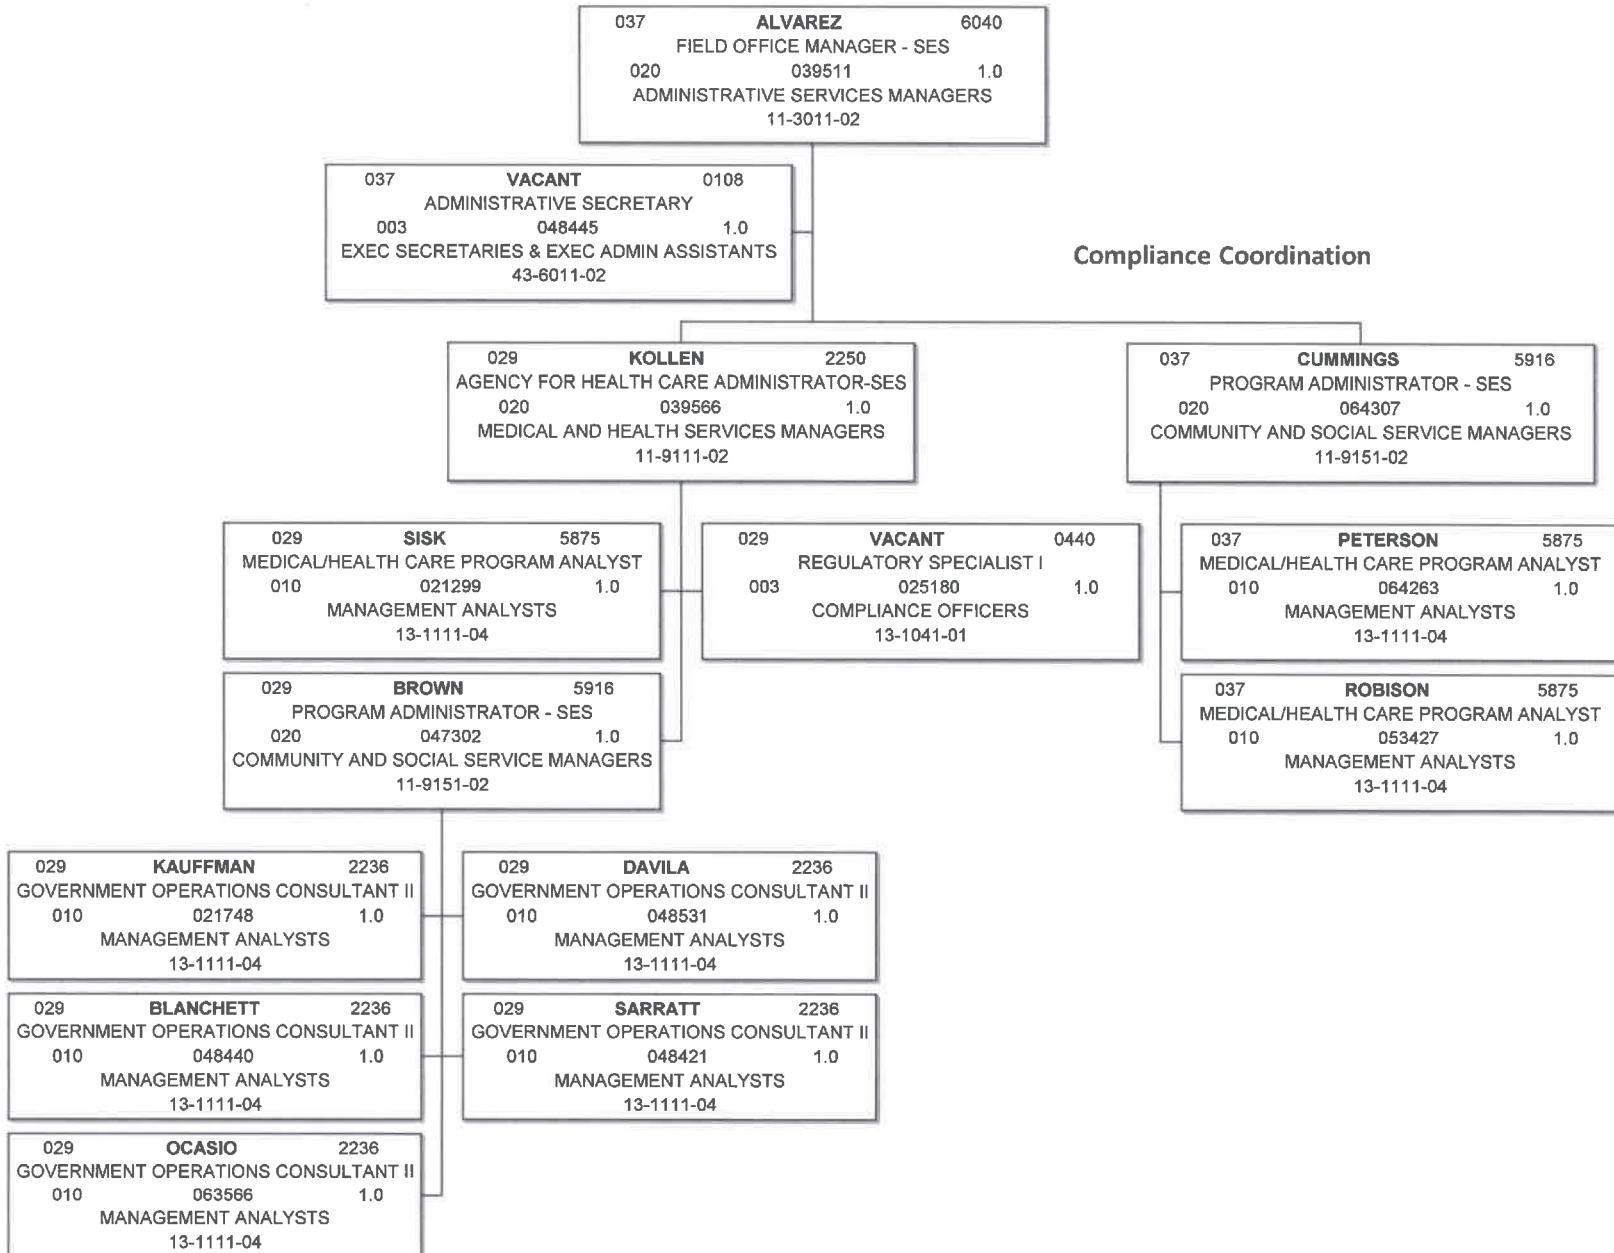 037 ALVAREZ 6040
FIELD OFFICE MANAGER - SES
020 039511 1.0
ADMINISTRATIVE SERVICES MANAGERS
11-3011-02
037 VACANT 0108
ADMINISTRATIVE SECRETARY
003 048445 1.0
EXEC SECRETARIES & EXEC ADMIN ASSISTANTS
43-6011-02
Compliance Coordination
029 KOLLEN 2250
AGENCY FOR HEALTH CARE ADMINISTRATOR-SES
020 039566 1.0
MEDICAL AND HEALTH SERVICES MANAGERS
11-9111-02
037 CUMMINGS 5916
PROGRAM ADMINISTRATOR - SES
020 064307 1.0
COMMUNITY AND SOCIAL SERVICE MANAGERS
11-9151-02
029 SISK 5875
MEDICAL/HEALTH CARE PROGRAM ANALYST
010 021299 1.0
MANAGEMENT ANALYSTS
13-1111-04
029 VACANT 0440
REGULATORY SPECIALIST I
003 025180 1.0
COMPLIANCE OFFICERS
13-1041-01
037 PETERSON 5875
MEDICAL/HEALTH CARE PROGRAM ANALYST
010 064263 1.0
MANAGEMENT ANALYSTS
13-1111-04
029 BROWN 5916
PROGRAM ADMINISTRATOR - SES
020 047302 1.0
COMMUNITY AND SOCIAL SERVICE MANAGERS
11-9151-02
037 ROBISON 5875
MEDICAL/HEALTH CARE PROGRAM ANALYST
010 053427 1.0
MANAGEMENT ANALYSTS
13-1111-04
029 KAUFFMAN 2236
GOVERNMENT OPERATIONS CONSULTANT II
010 021748 1.0
MANAGEMENT ANALYSTS
13-1111-04
029 DAVILA 2236
GOVERNMENT OPERATIONS CONSULTANT II
010 048531 1.0
MANAGEMENT ANALYSTS
13-1111-04
029 BLANCHETT 2236
GOVERNMENT OPERATIONS CONSULTANT II
010 048440 1.0
MANAGEMENT ANALYSTS
13-1111-04
029 SARRATT 2236
GOVERNMENT OPERATIONS CONSULTANT II
010 048421 1.0
MANAGEMENT ANALYSTS
13-1111-04
029 OCASIO 2236
GOVERNMENT OPERATIONS CONSULTANT II
010 063566 1.0
MANAGEMENT ANALYSTS
13-1111-04